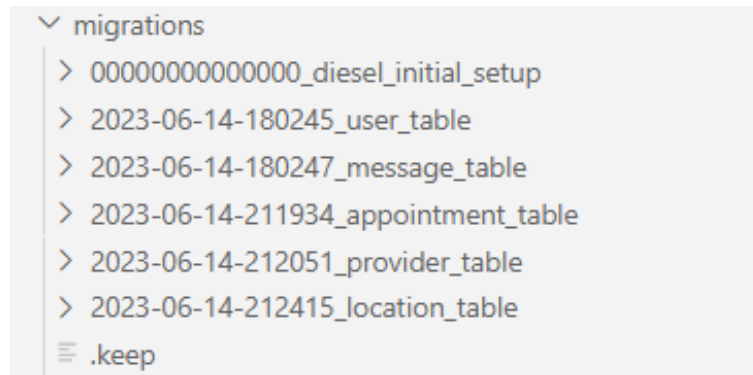 migrations
00000000000000_diesel_initial_setup
2023-06-14-180245_user_table
2023-06-14-180247_message_table
2023-06-14-211934_appointment_table
2023-06-14-212051_provider_table
2023-06-14-212415_location_table
.keep